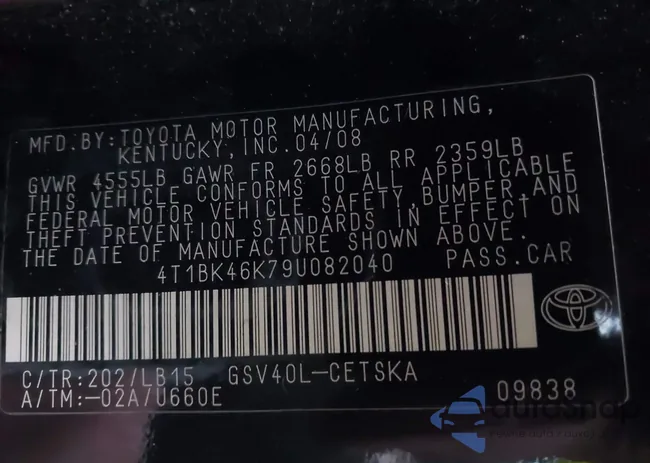 MFD.BY:TOYOTA MOTOR MANUFACTURING,
KENTUCKY,INC.04/08
GVWR 4555LB GAWR FR 2668LB RR 2359LB
THIS VEHICLE CONFORMS TO ALL APPLICABLE
FEDERAL MOTOR VEHICLE SAFETY,BUMPER,AND
THEFT PREVENTION STANDARDS IN EFFECT ON
THE DATE OF MANUFACTURE SHOWN ABOVE.
4T1BK46K79U082040 PASS.CAR
C/TR:202/LB15 GSV40L-CETSKA
A/TM:-02A/U660E 09838
autoSnap